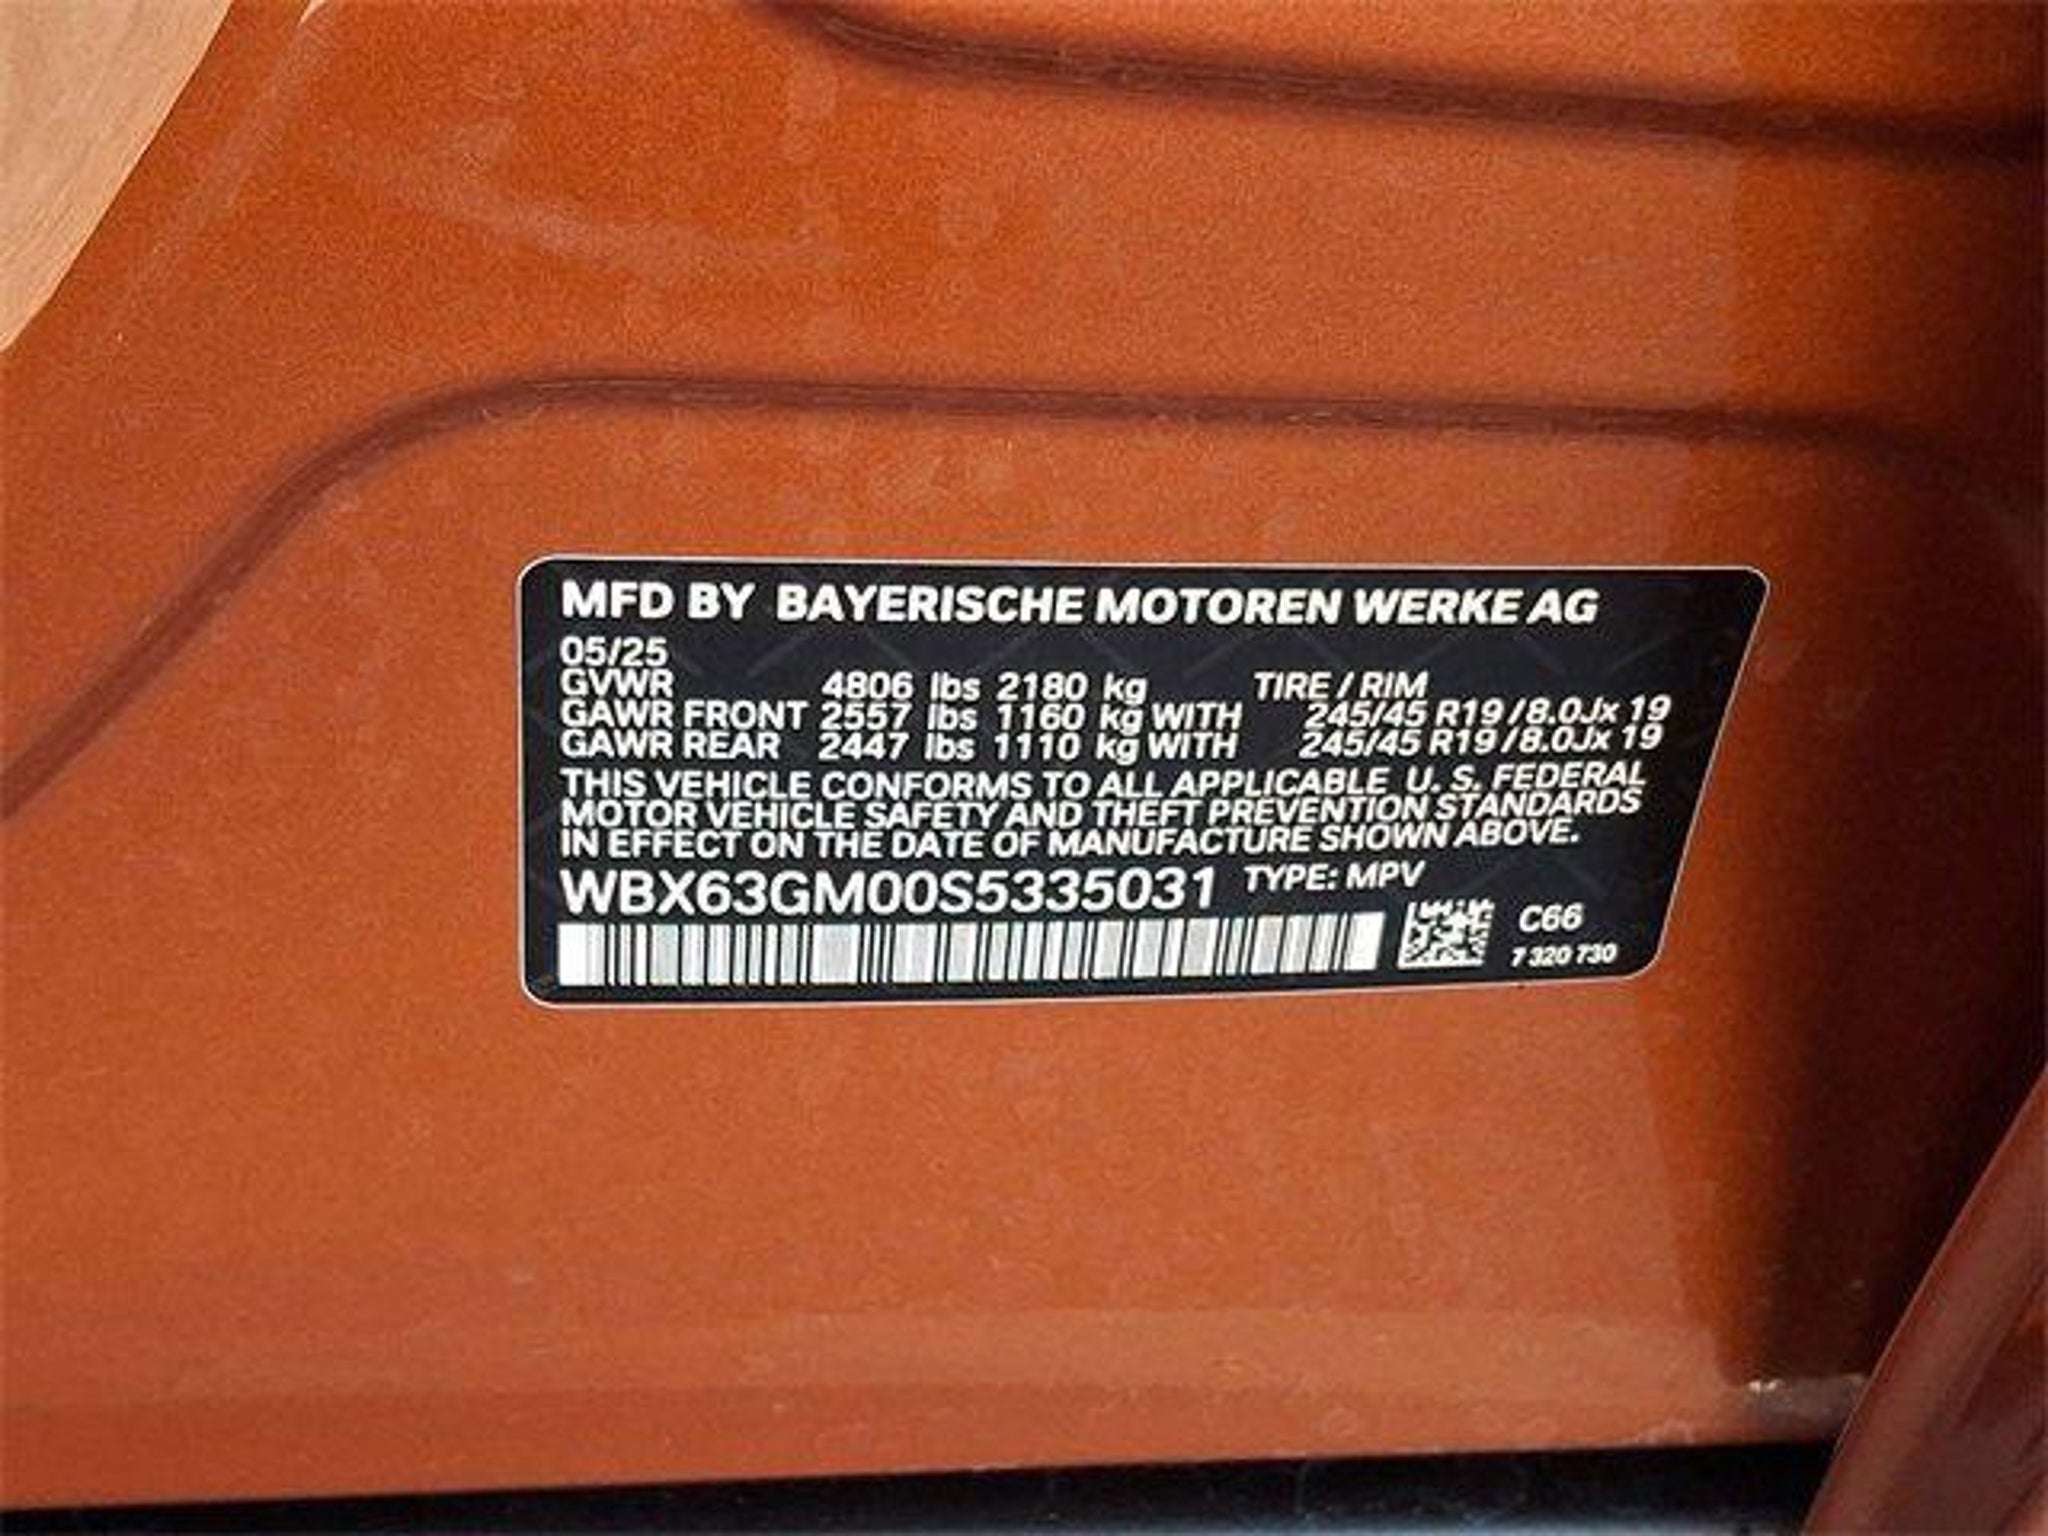 MFD BY BAYERISCHE MOTOREN WERKE AG
05/25
GVWR 4806 lbs 2180 kg TIRE / RIM
GAWR FRONT 2557 lbs 1160 kg WITH 245/45 R19 / 8.0Jx 19
GAWR REAR 2447 lbs 1110 kg WITH 245/45 R19 / 8.0Jx 19
THIS VEHICLE CONFORMS TO ALL APPLICABLE U. S. FEDERAL
MOTOR VEHICLE SAFETY AND THEFT PREVENTION STANDARDS
IN EFFECT ON THE DATE OF MANUFACTURE SHOWN ABOVE.
WBX63GM00S5335031 TYPE: MPV
C66
7 320 730